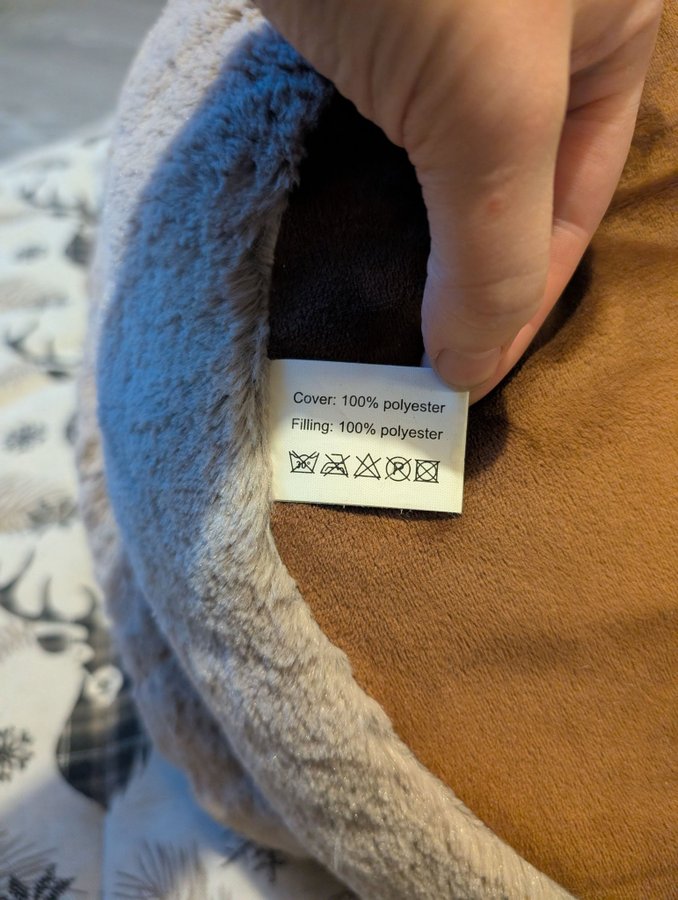 Cover: 100% polyester
Filling: 100% polyester
30° P